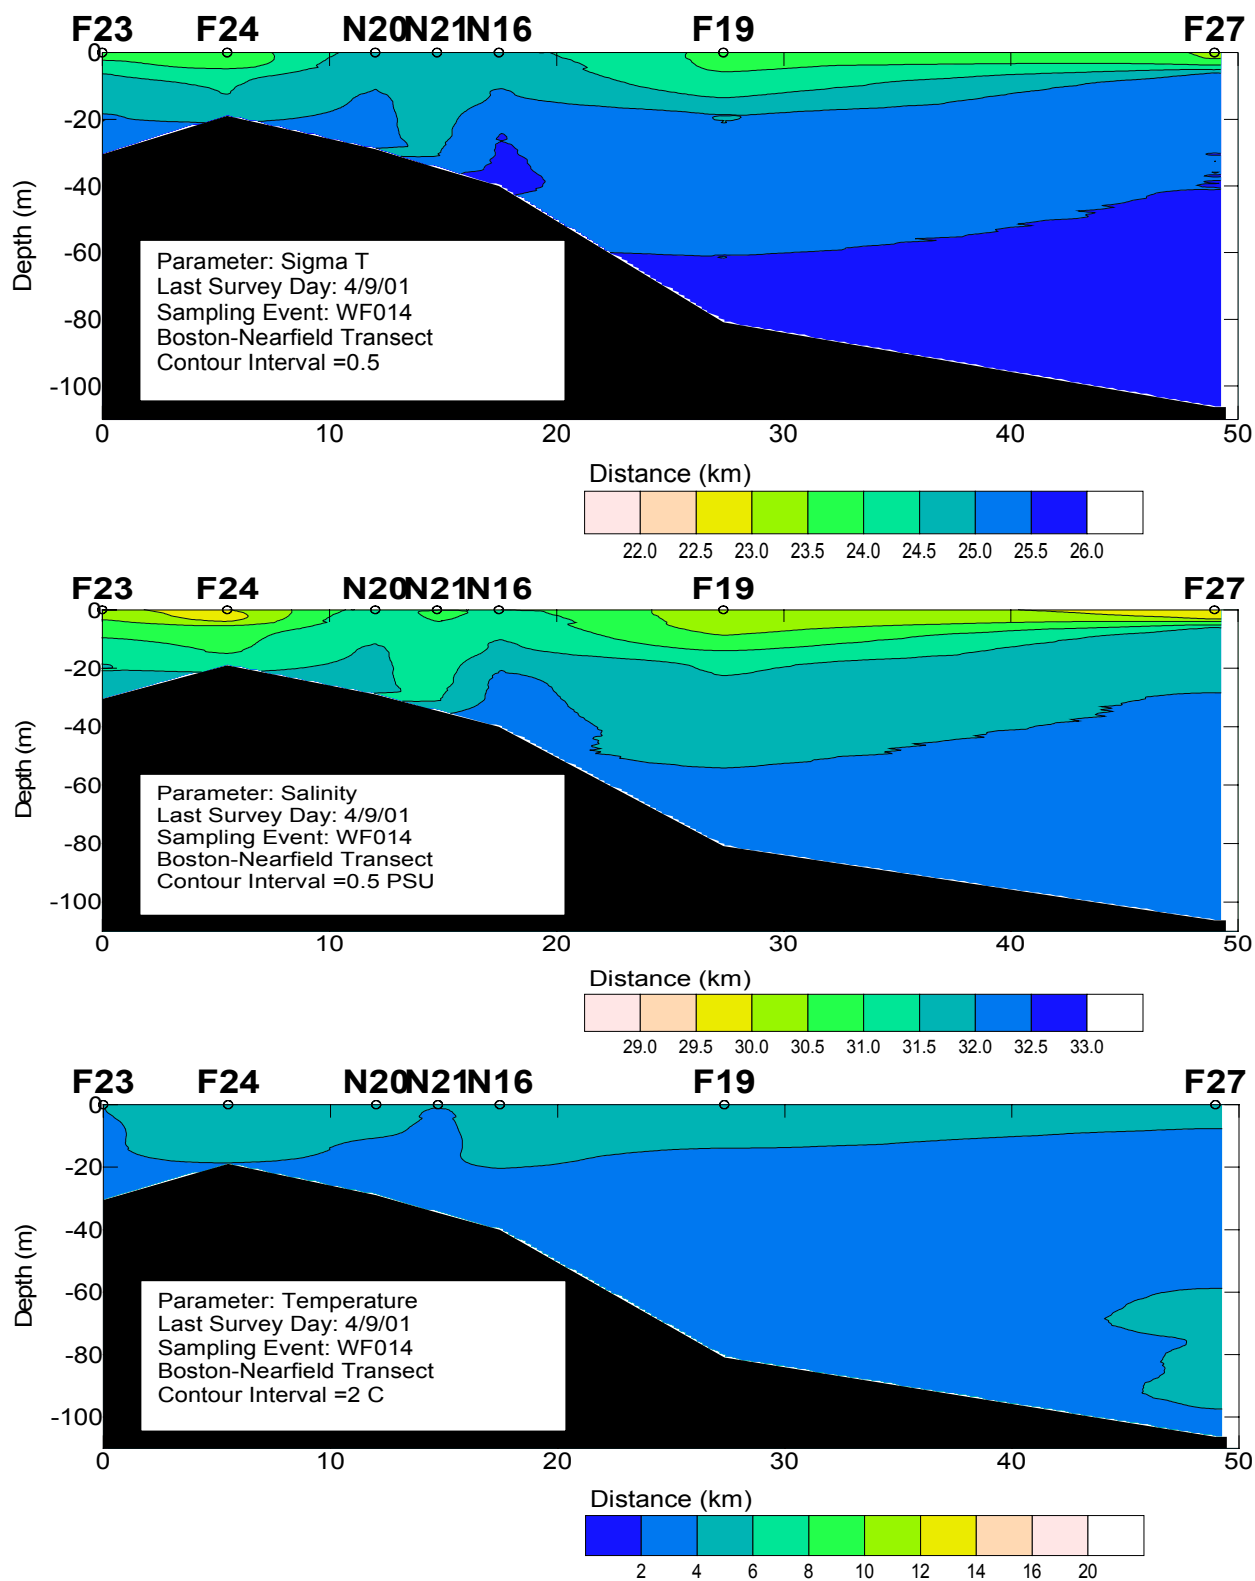 F23 F24 N20 N21 N16 F19 F27
0
-20
-40
-60
-80
-100
Depth (m)
Parameter: Sigma T
Last Survey Day: 4/9/01
Sampling Event: WF014
Boston-Nearfield Transect
Contour Interval =0.5
0 10 20 30 40 50
Distance (km)
22.0 22.5 23.0 23.5 24.0 24.5 25.0 25.5 26.0
F23 F24 N20 N21 N16 F19 F27
0
-20
-40
-60
-80
-100
Depth (m)
Parameter: Salinity
Last Survey Day: 4/9/01
Sampling Event: WF014
Boston-Nearfield Transect
Contour Interval =0.5 PSU
0 10 20 30 40 50
Distance (km)
29.0 29.5 30.0 30.5 31.0 31.5 32.0 32.5 33.0
F23 F24 N20 N21 N16 F19 F27
0
-20
-40
-60
-80
-100
Depth (m)
Parameter: Temperature
Last Survey Day: 4/9/01
Sampling Event: WF014
Boston-Nearfield Transect
Contour Interval =2 C
0 10 20 30 40 50
Distance (km)
2 4 6 8 10 12 14 16 20